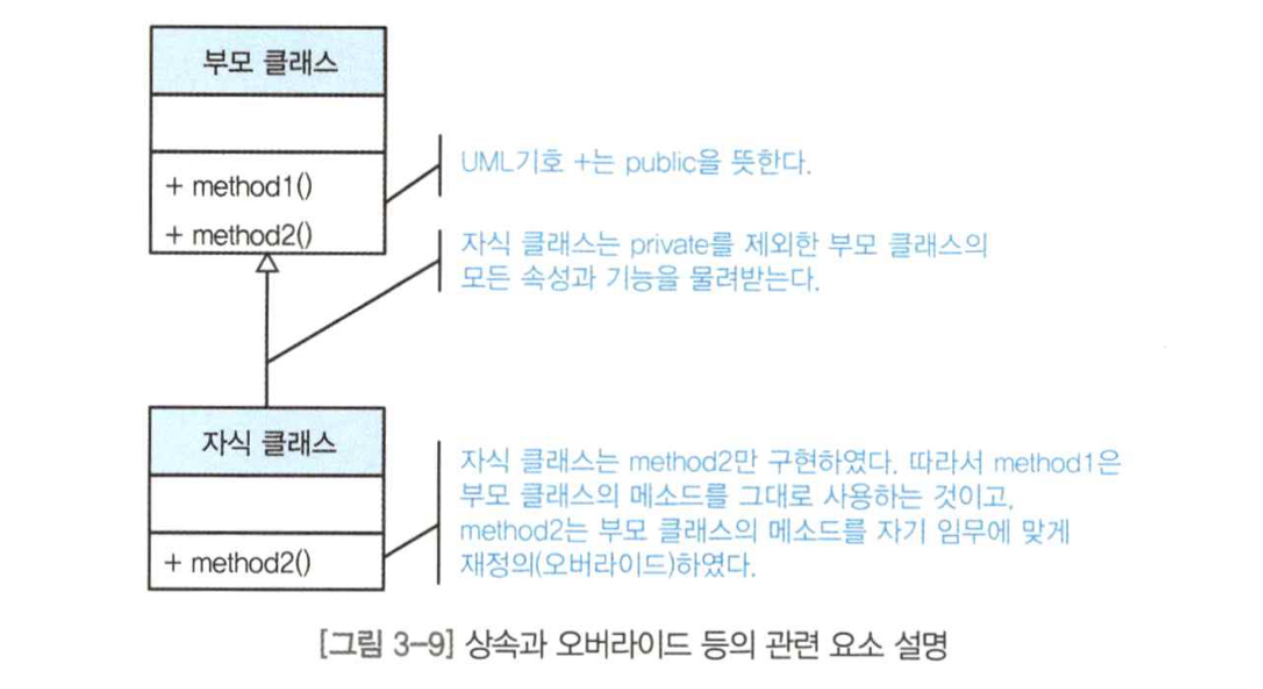 부모 클래스
+ method1()
+ method2()
UML기호 +는 public을 뜻한다.
자식 클래스는 private를 제외한 부모 클래스의
모든 속성과 기능을 물려받는다.
자식 클래스
+ method2()
자식 클래스는 method2만 구현하였다. 따라서 method1은
부모 클래스의 메소드를 그대로 사용하는 것이고,
method2는 부모 클래스의 메소드를 자기 임무에 맞게
재정의(오버라이드)하였다.
[그림 3-9] 상속과 오버라이드 등의 관련 요소 설명